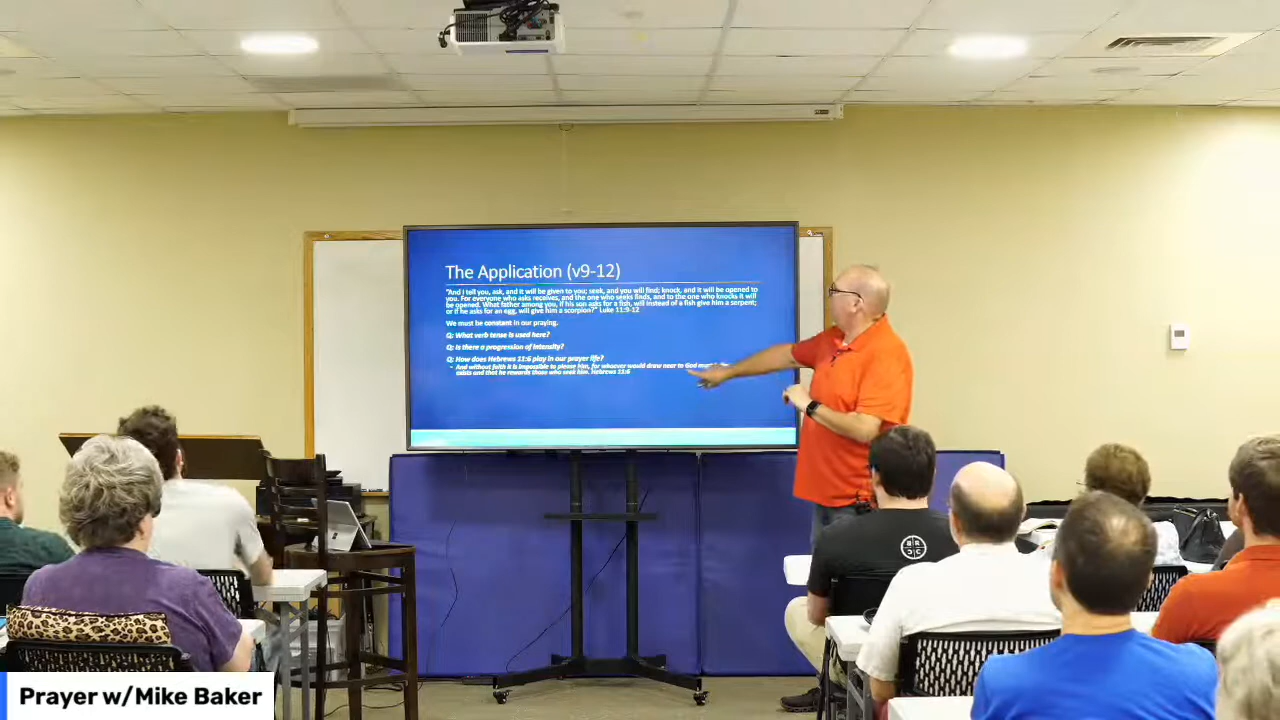 The Application (v9-12)
"And I tell you, ask, and it will be given to you; seek, and you will find; knock, and it will be opened to
you. For everyone who asks receives, and the one who seeks finds, and to the one who knocks it will
be opened. What father among you, if his son asks for a fish, will instead of a fish give him a serpent;
or if he asks for an egg, will give him a scorpion?" Luke 11:9-12
We must be constant in our praying.
Q: What verb tense is used here?
Q: Is there a progression of intensity?
Q: How does Hebrews 11:6 play in our prayer life?
- And without faith it is impossible to please him, for whoever would draw near to God must
exists and that he rewards those who seek him. Hebrews 11:6
B R
C C
Prayer w/Mike Baker